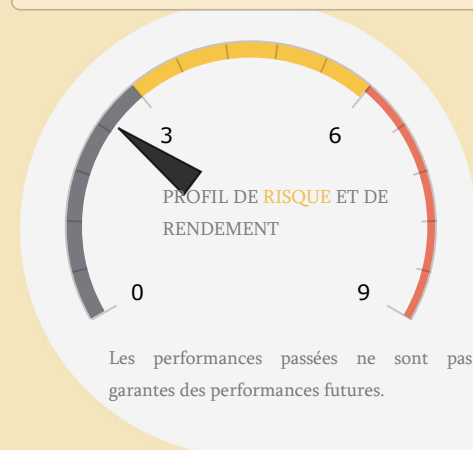 3
6
PROFIL DE RISQUE ET DE
RENDEMENT
0
9
Les performances passées ne sont pas
garantes des performances futures.